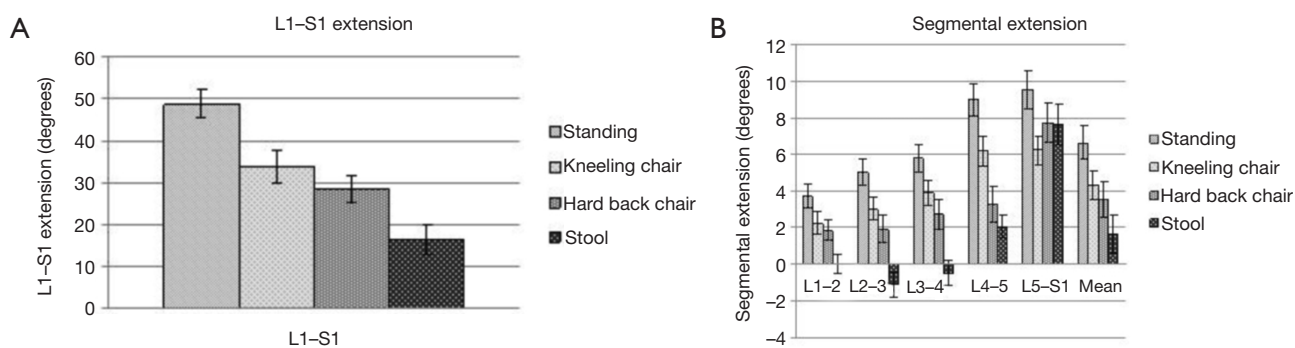 A
L1–S1 extension
L1–S1 extension (degrees)
60
50
40
30
20
10
0
L1–S1
Standing
Kneeling chair
Hard back chair
Stool
B
Segmental extension
Segmental extension (degrees)
12
10
8
6
4
2
0
–2
–4
L1–2 L2–3 L3–4 L4–5 L5–S1 Mean
Standing
Kneeling chair
Hard back chair
Stool